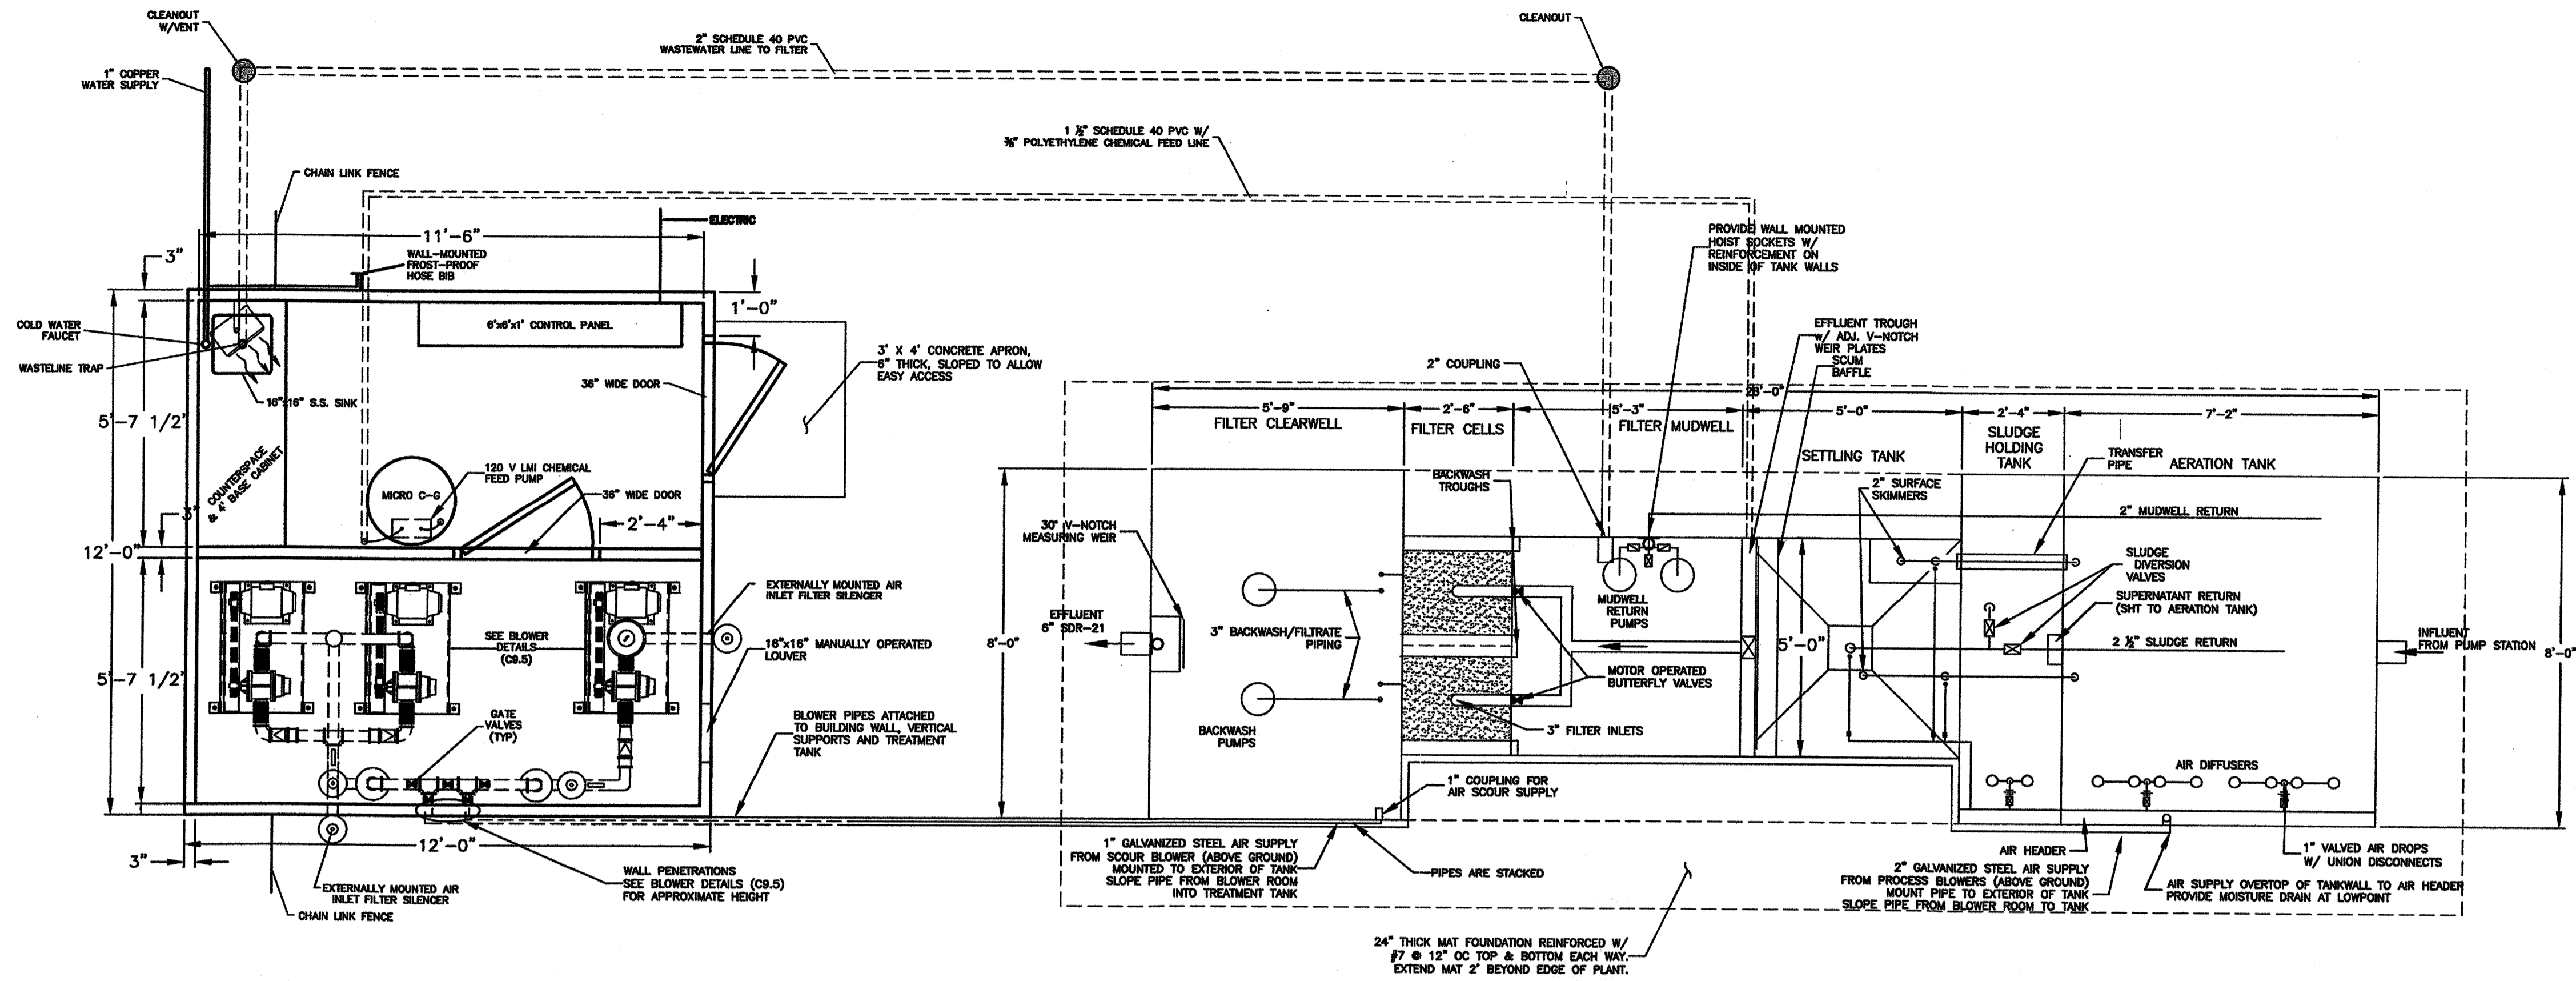 CLEANOUT
W/VENT
CLEANOUT
2" SCHEDULE 40 PVC
WASTEWATER LINE TO FILTER
1" COPPER
WATER SUPPLY
1 ½" SCHEDULE 40 PVC W/
⅜" POLYETHYLENE CHEMICAL FEED LINE
CHAIN LINK FENCE
ELECTRIC
11'-6"
3"
WALL-MOUNTED
FROST-PROOF
HOSE BIB
PROVIDE WALL MOUNTED
HOIST SOCKETS W/
REINFORCEMENT ON
INSIDE OF TANK WALLS
1'-0"
COLD WATER
FAUCET
6'x6'x1' CONTROL PANEL
EFFLUENT TROUGH
w/ ADJ. V-NOTCH
WEIR PLATES
SCUM
BAFFLE
WASTELINE TRAP
3' X 4' CONCRETE APRON,
6" THICK, SLOPED TO ALLOW
EASY ACCESS
2" COUPLING
36" WIDE DOOR
16"x16" S.S. SINK
5'-7 1/2'
5'-9"
2'-6"
5'-3"
5'-0"
2'-4"
7'-2"
FILTER CLEARWELL
FILTER CELLS
FILTER MUDWELL
SETTLING TANK
SLUDGE
HOLDING
TANK
TRANSFER
PIPE
AERATION TANK
COUNTERSPACE
& 4' BASE CABINET
120 V LMI CHEMICAL
FEED PUMP
MICRO C-G
36" WIDE DOOR
2'-4"
BACKWASH
TROUGHS
2" SURFACE
SKIMMERS
3"
12'-0"
30° V-NOTCH
MEASURING WEIR
2" MUDWELL RETURN
SLUDGE
DIVERSION
VALVES
EXTERNALLY MOUNTED AIR
INLET FILTER SILENCER
MUDWELL
RETURN
PUMPS
SUPERNATANT RETURN
(SHT TO AERATION TANK)
EFFLUENT
6" SDR-21
3" BACKWASH/FILTRATE
PIPING
SEE BLOWER
DETAILS
(C9.5)
16"x16" MANUALLY OPERATED
LOUVER
8'-0"
5'-0"
2 ½" SLUDGE RETURN
INFLUENT
FROM PUMP STATION
8'-0"
5'-7 1/2'
MOTOR OPERATED
BUTTERFLY VALVES
GATE
VALVES
(TYP)
BLOWER PIPES ATTACHED
TO BUILDING WALL, VERTICAL
SUPPORTS AND TREATMENT
TANK
BACKWASH
PUMPS
3" FILTER INLETS
AIR DIFFUSERS
1" COUPLING FOR
AIR SCOUR SUPPLY
12'-0"
3"
1" GALVANIZED STEEL AIR SUPPLY
FROM SCOUR BLOWER (ABOVE GROUND)
MOUNTED TO EXTERIOR OF TANK
SLOPE PIPE FROM BLOWER ROOM
INTO TREATMENT TANK
PIPES ARE STACKED
AIR HEADER
2" GALVANIZED STEEL AIR SUPPLY
FROM PROCESS BLOWERS (ABOVE GROUND)
MOUNT PIPE TO EXTERIOR OF TANK
SLOPE PIPE FROM BLOWER ROOM TO TANK
1" VALVED AIR DROPS
W/ UNION DISCONNECTS
AIR SUPPLY OVERTOP OF TANKWALL TO AIR HEADER
PROVIDE MOISTURE DRAIN AT LOWPOINT
WALL PENETRATIONS
SEE BLOWER DETAILS (C9.5)
FOR APPROXIMATE HEIGHT
EXTERNALLY MOUNTED AIR
INLET FILTER SILENCER
CHAIN LINK FENCE
24" THICK MAT FOUNDATION REINFORCED W/
#7 @ 12" OC TOP & BOTTOM EACH WAY.
EXTEND MAT 2' BEYOND EDGE OF PLANT.